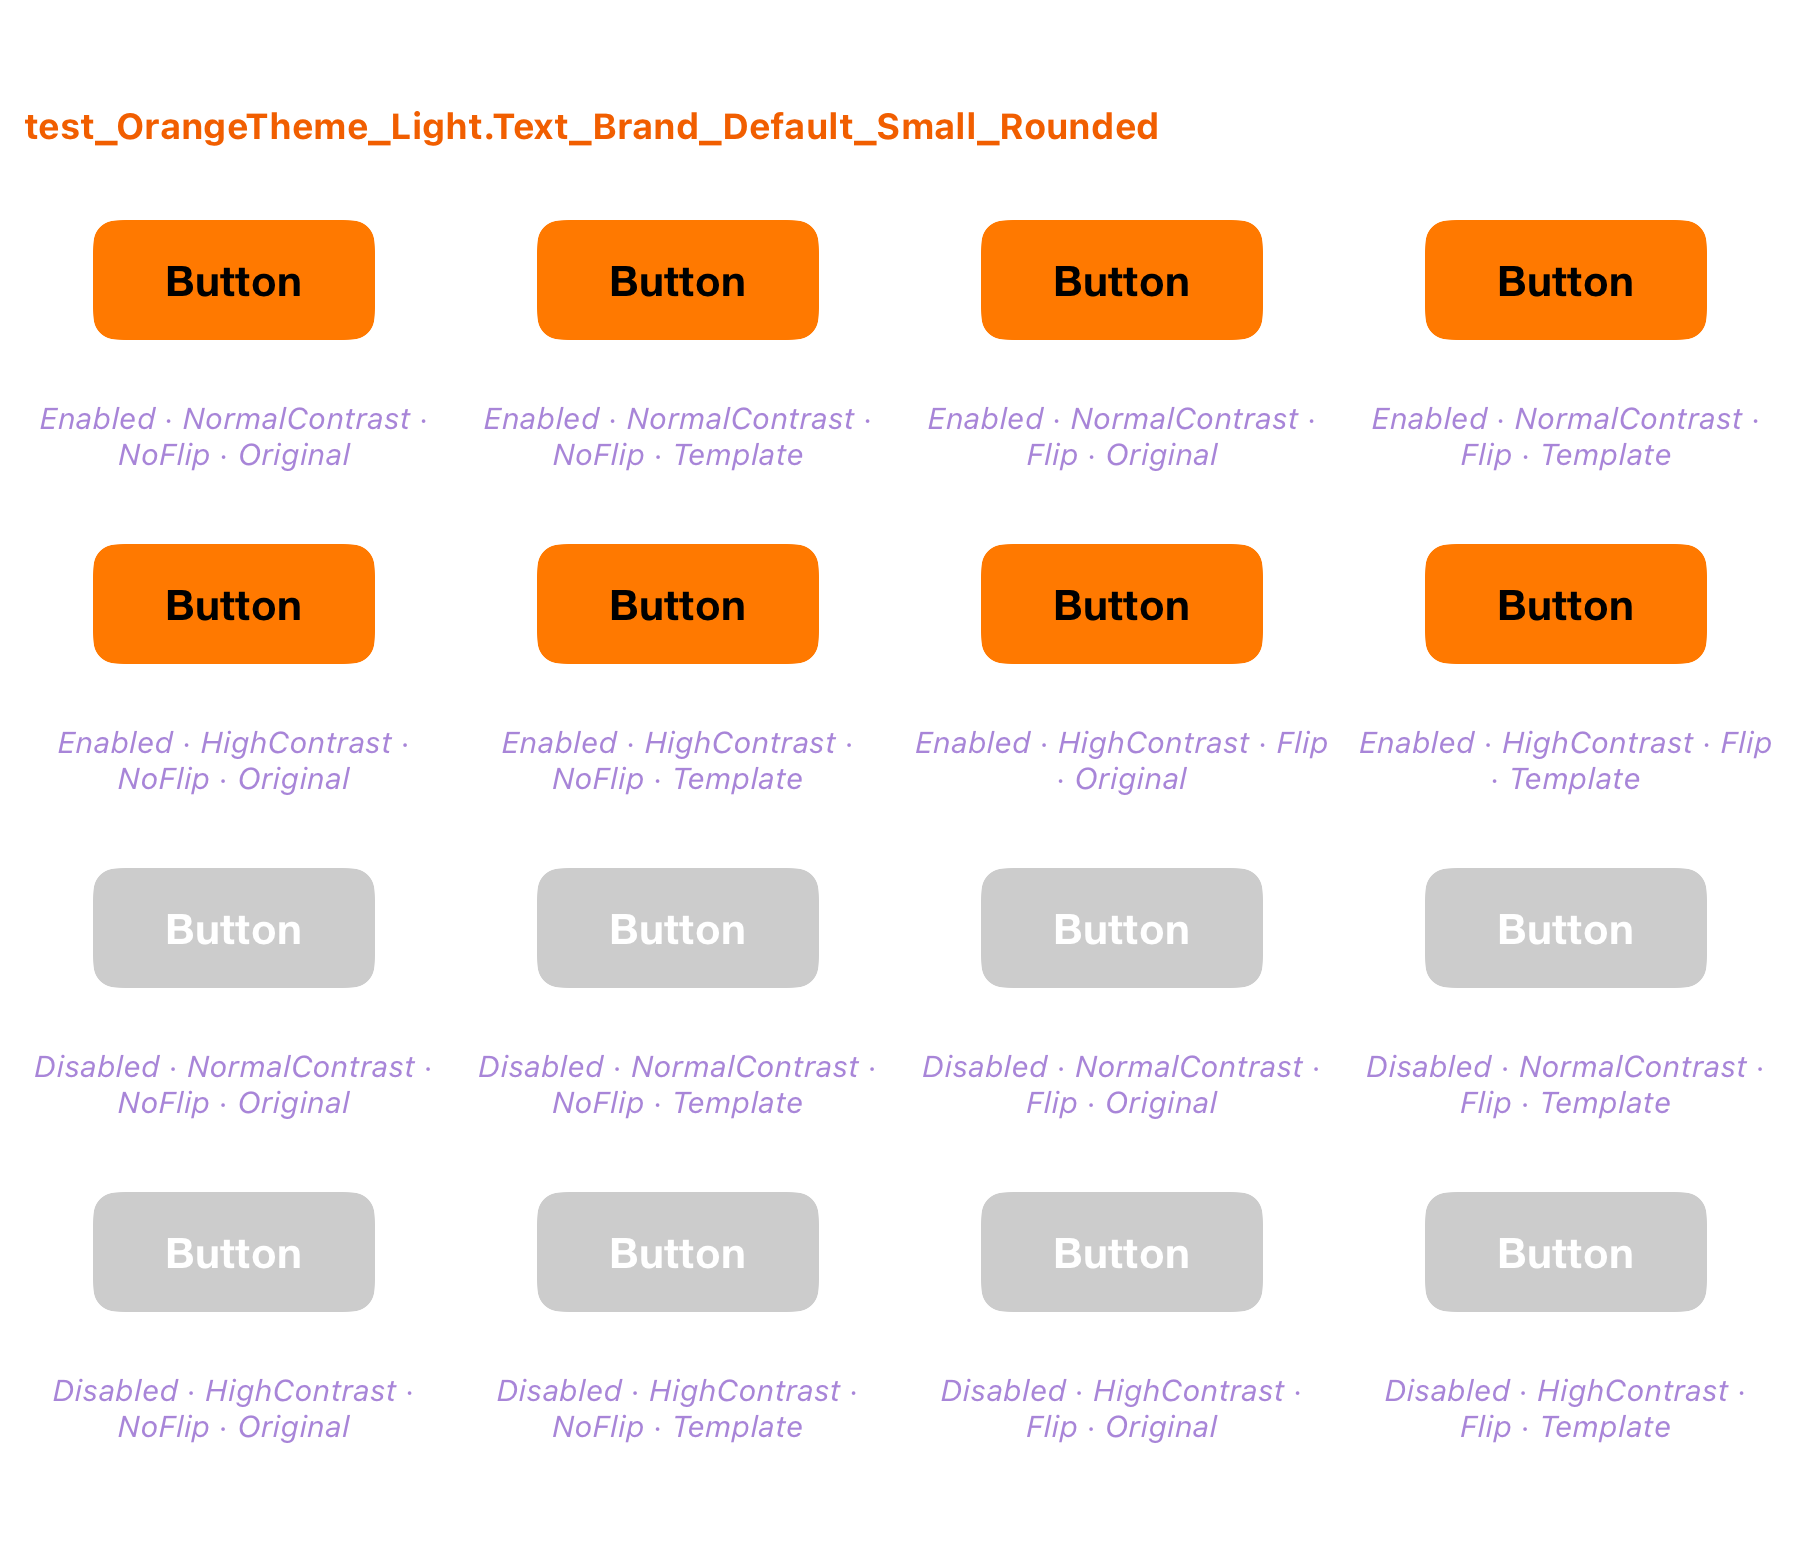 test_OrangeTheme_Light.Text_Brand_Default_Small_Rounded
Button Button Button Button
Enabled · NormalContrast · Enabled · NormalContrast · Enabled · NormalContrast · Enabled · NormalContrast ·
NoFlip · Original NoFlip · Template Flip · Original Flip · Template
Button Button Button Button
Enabled · HighContrast · Enabled · HighContrast · Enabled · HighContrast · Flip Enabled · HighContrast · Flip
NoFlip · Original NoFlip · Template · Original · Template
Button Button Button Button
Disabled · NormalContrast · Disabled · NormalContrast · Disabled · NormalContrast · Disabled · NormalContrast ·
NoFlip · Original NoFlip · Template Flip · Original Flip · Template
Button Button Button Button
Disabled · HighContrast · Disabled · HighContrast · Disabled · HighContrast · Disabled · HighContrast ·
NoFlip · Original NoFlip · Template Flip · Original Flip · Template